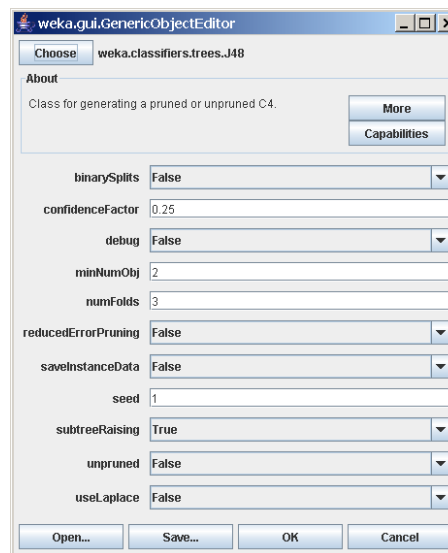 weka.gui.GenericObjectEditor
Choose weka.classifiers.trees.J48
About
Class for generating a pruned or unpruned C4.
More
Capabilities
binarySplits False
confidenceFactor 0.25
debug False
minNumObj 2
numFolds 3
reducedErrorPruning False
saveInstanceData False
seed 1
subtreeRaising True
unpruned False
useLaplace False
Open... Save... OK Cancel